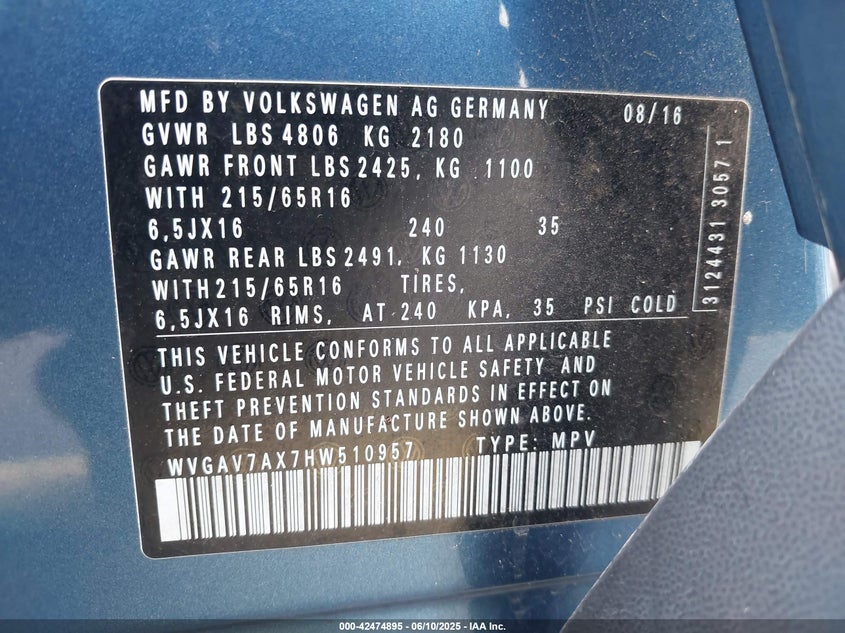 MFD BY VOLKSWAGEN AG GERMANY 08/16
GVWR LBS 4806 KG 2180
GAWR FRONT LBS 2425, KG 1100
WITH 215/65R16
6,5JX16 240 35
GAWR REAR LBS 2491, KG 1130
WITH215/65R16 TIRES,
6,5JX16 RIMS, AT 240 KPA, 35 PSI COLD
THIS VEHICLE CONFORMS TO ALL APPLICABLE
U.S. FEDERAL MOTOR VEHICLE SAFETY AND
THEFT PREVENTION STANDARDS IN EFFECT ON
THE DATE OF MANUFACTURE SHOWN ABOVE.
WVGAV7AX7HW510957 TYPE: MPV
3124431 3057 1
000-42474895 - 06/10/2025 - IAA Inc.